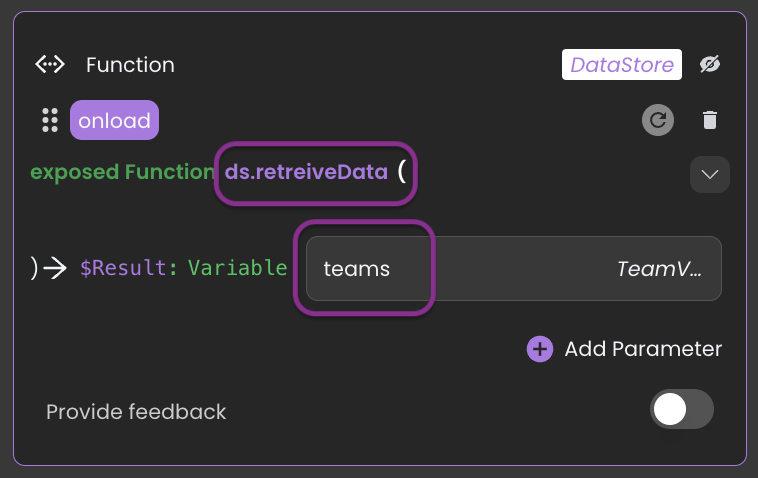 Function DataStore
onload
exposed Function ds.retreiveData (
)→ $Result: Variable teams TeamV...
Add Parameter
Provide feedback